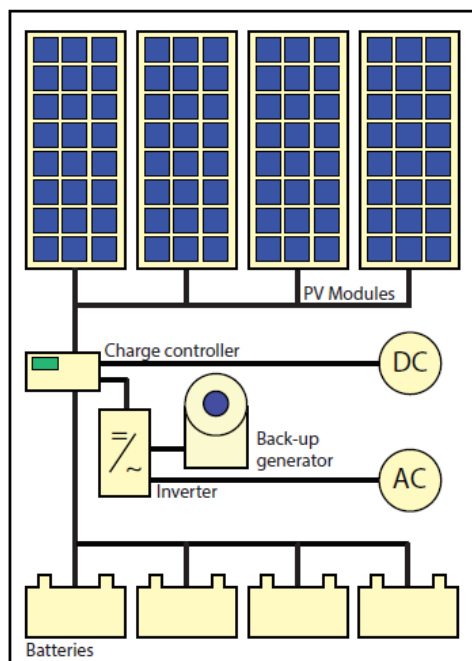 PV Modules
Charge controller
DC
Back-up
generator
=
~
Inverter
AC
Batteries